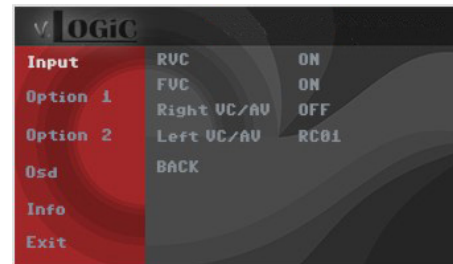 v.LOGiC
Input
Option 1
Option 2
Osd
Info
Exit
RVC ON
FVC ON
Right VC/AV OFF
Left VC/AV RC01
BACK